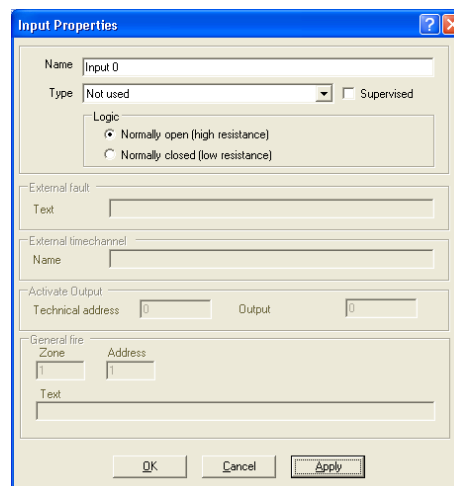 Input Properties
Name Input 0
Type Not used Supervised
Logic
Normally open (high resistance)
Normally closed (low resistance)
External fault
Text
External timechannel
Name
Activate Output
Technical address 0 Output 0
General fire
Zone Address
1 1
Text
OK Cancel Apply